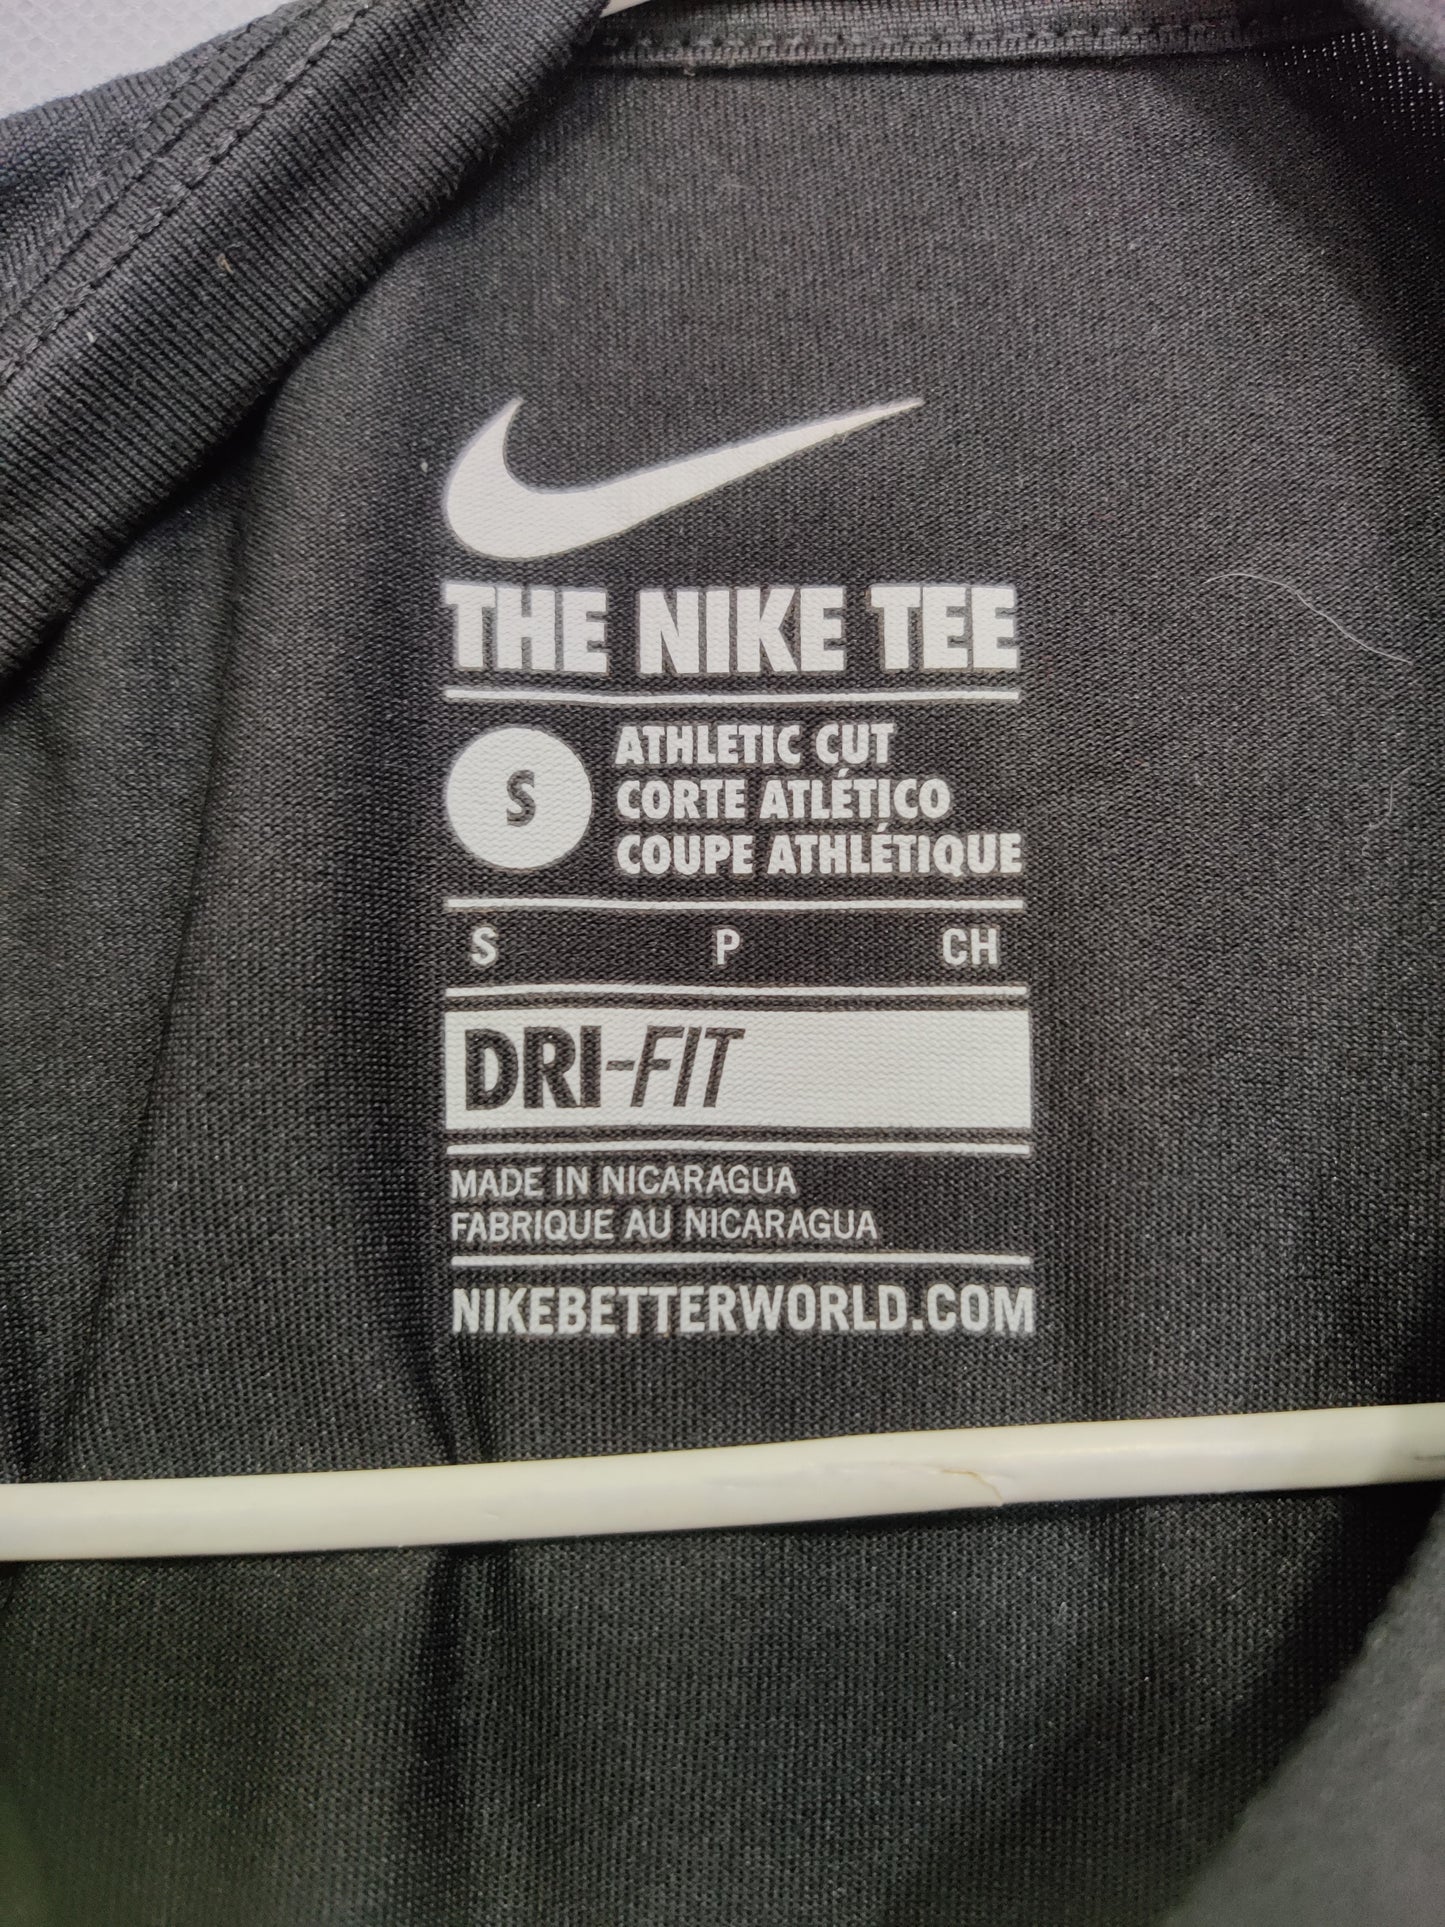 THE NIKE TEE
S
ATHLETIC CUT
CORTE ATLÉTICO
COUPE ATHLÉTIQUE
S P CH
DRI-FIT
MADE IN NICARAGUA
FABRIQUE AU NICARAGUA
NIKEBETTERWORLD.COM